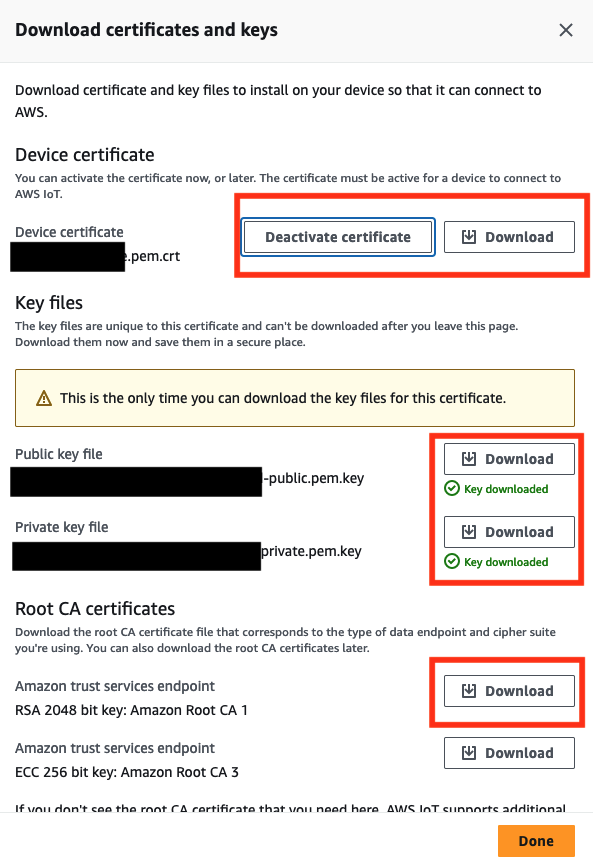 Download certificates and keys
Download certificate and key files to install on your device so that it can connect to
AWS.
Device certificate
You can activate the certificate now, or later. The certificate must be active for a device to connect to
AWS IoT.
Device certificate
.pem.crt
Deactivate certificate
Download
Key files
The key files are unique to this certificate and can't be downloaded after you leave this page.
Download them now and save them in a secure place.
This is the only time you can download the key files for this certificate.
Public key file
-public.pem.key
Download
Key downloaded
Private key file
private.pem.key
Download
Key downloaded
Root CA certificates
Download the root CA certificate file that corresponds to the type of data endpoint and cipher suite
you're using. You can also download the root CA certificates later.
Amazon trust services endpoint
RSA 2048 bit key: Amazon Root CA 1
Download
Amazon trust services endpoint
ECC 256 bit key: Amazon Root CA 3
Download
If you don't see the root CA certificate that you need here, AWS IoT supports additional
Done